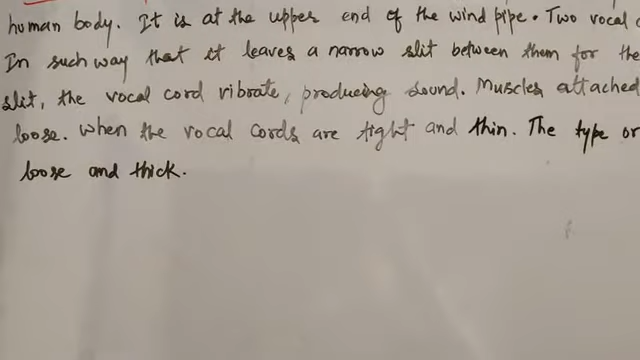 human body. It is at the upper end of the wind pipe. Two vocal
In such way that it leaves a narrow slit between them for the
slit, the vocal cord vibrate, producing sound. Muscles attached
loose. when the vocal cords are tight and thin. The type or
loose and thick.